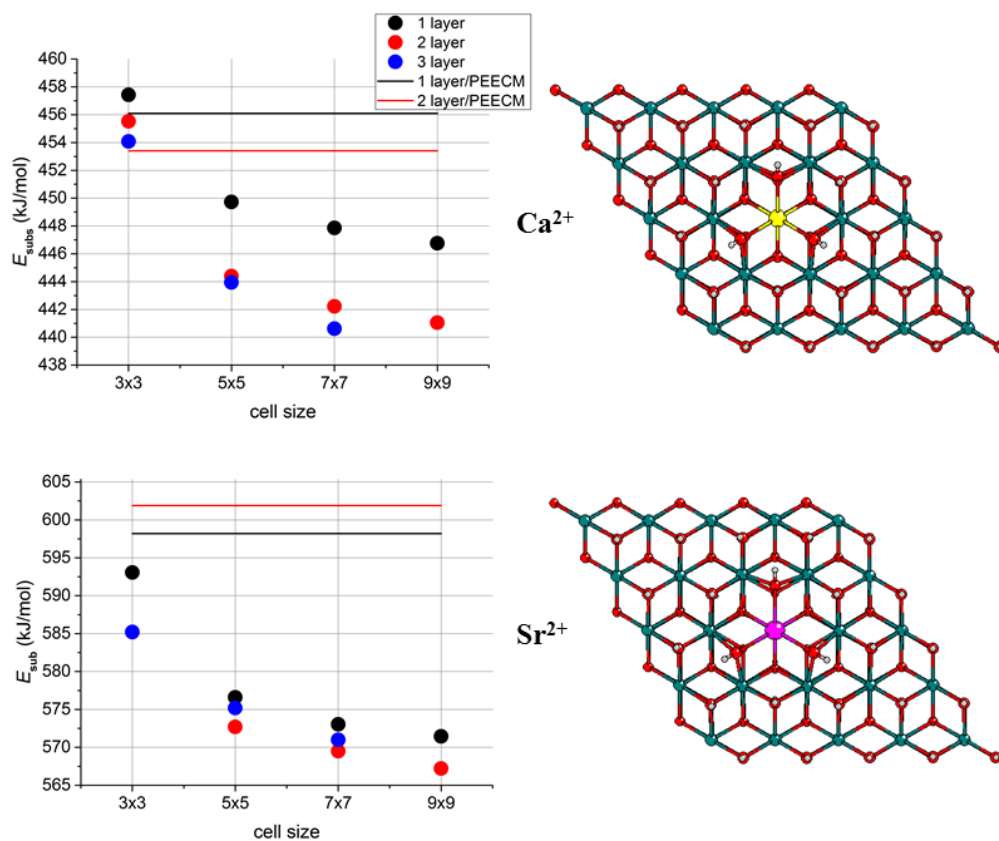 1 layer
2 layer
3 layer
1 layer/PEECM
2 layer/PEECM
460
458
456
454
452
450
448
446
444
442
440
438
E_subs (kJ/mol)
3x3
5x5
7x7
9x9
cell size
Ca²⁺
605
600
595
590
585
580
575
570
565
E_sub (kJ/mol)
3x3
5x5
7x7
9x9
cell size
Sr²⁺